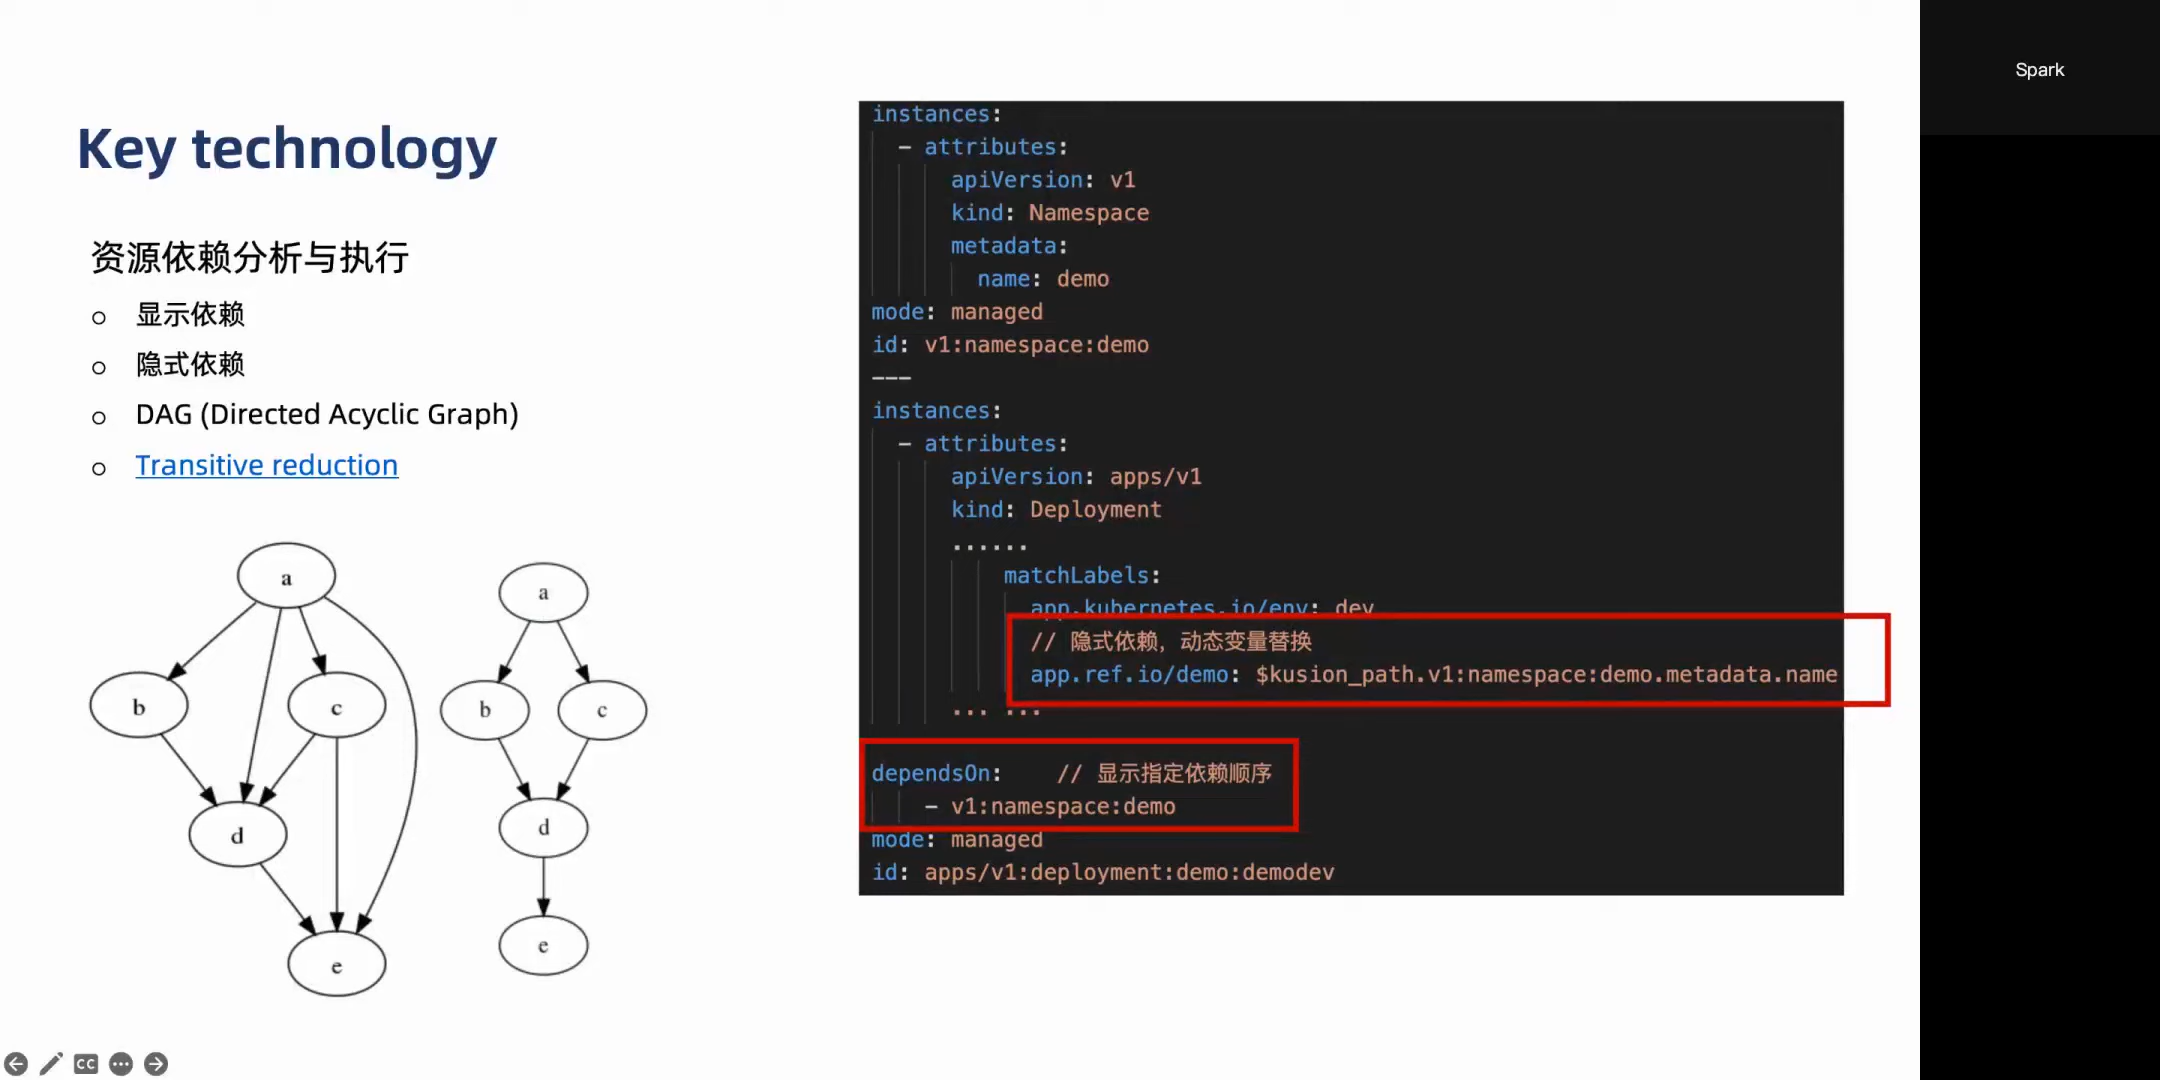 Key technology
资源依赖分析与执行
显示依赖
隐式依赖
DAG (Directed Acyclic Graph)
Transitive reduction
a
b
c
d
e
a
b
c
d
e
instances:
- attributes:
apiVersion: v1
kind: Namespace
metadata:
name: demo
mode: managed
id: v1:namespace:demo
---
instances:
- attributes:
apiVersion: apps/v1
kind: Deployment
......
matchLabels:
app.kubernetes.io/env: dev
// 隐式依赖，动态变量替换
app.ref.io/demo: $kusion_path.v1:namespace:demo.metadata.name
... ...
dependsOn: // 显示指定依赖顺序
- v1:namespace:demo
mode: managed
id: apps/v1:deployment:demo:demodev
Spark
CC